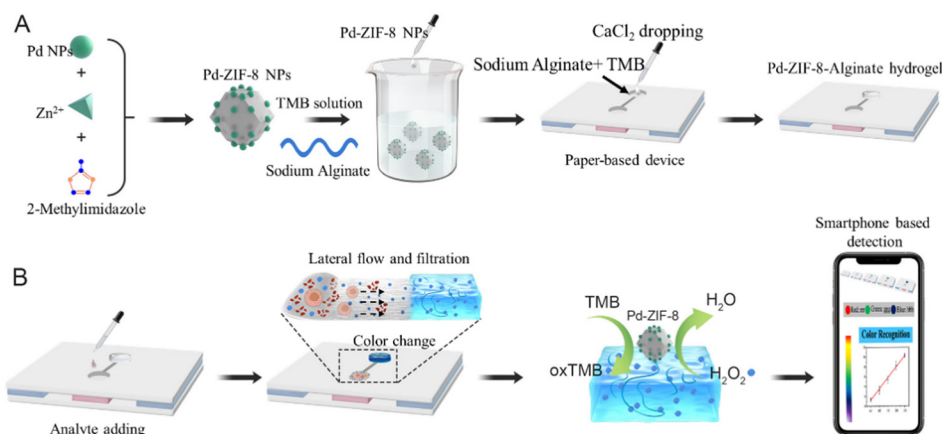 A
Pd NPs
+
Zn²⁺
+
2-Methylimidazole
Pd-ZIF-8 NPs
TMB solution
Sodium Alginate
Pd-ZIF-8 NPs
CaCl₂ dropping
Sodium Alginate+ TMB
Paper-based device
Pd-ZIF-8-Alginate hydrogel
B
Analyte adding
Lateral flow and filtration
Color change
TMB
Pd-ZIF-8
H₂O
oxTMB
H₂O₂
Smartphone based
detection
Color Recognition